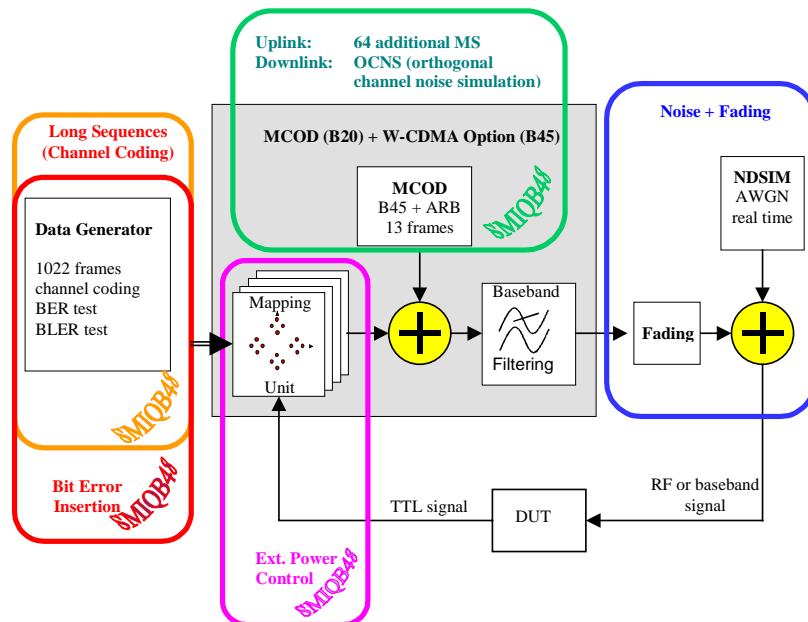 Uplink: 64 additional MS
Downlink: OCNS (orthogonal
channel noise simulation)
Long Sequences
(Channel Coding)
Noise + Fading
MCOD (B20) + W-CDMA Option (B45)
MCOD
B45 + ARB
13 frames
SMIQB48
NDSIM
AWGN
real time
Data Generator
1022 frames
channel coding
BER test
BLER test
Mapping
Unit
Baseband
Filtering
Fading
SMIQB48
Bit Error
Insertion
SMIQB48
TTL signal
DUT
RF or baseband
signal
Ext. Power
Control
SMIQB48